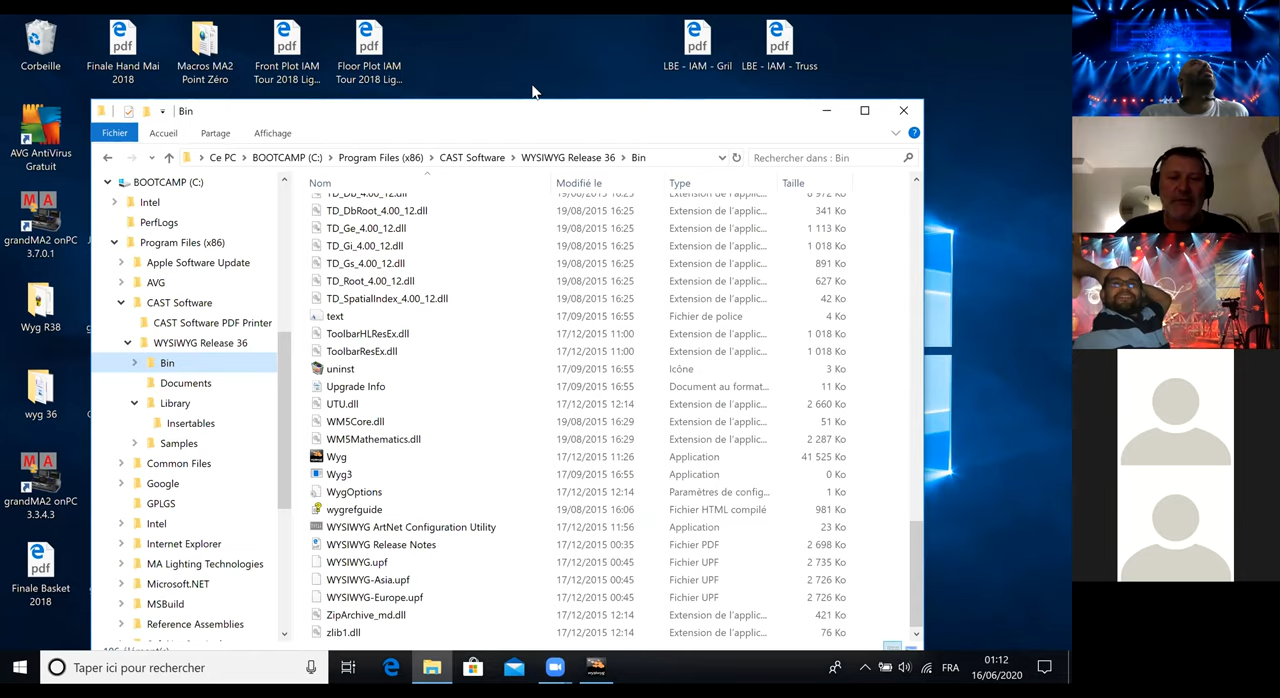 Corbeille
Finale Hand Mai
2018
Macros MA2
Point Zéro
Front Plot IAM
Tour 2018 Lig...
Floor Plot IAM
Tour 2018 Lig...
LBE - IAM - Gril
LBE - IAM - Truss
AVG AntiVirus
Gratuit
grandMA2 onPC
3.7.0.1
Wyg R38
wyg 36
grandMA2 onPC
3.3.4.3
Finale Basket
2018
Bin
Fichier
Accueil
Partage
Affichage
Ce PC > BOOTCAMP (C:) > Program Files (x86) > CAST Software > WYSIWYG Release 36 > Bin
Rechercher dans : Bin
BOOTCAMP (C:)
Intel
PerfLogs
Program Files (x86)
Apple Software Update
AVG
CAST Software
CAST Software PDF Printer
WYSIWYG Release 36
Bin
Documents
Library
Insertables
Samples
Common Files
Google
GPLGS
Intel
Internet Explorer
MA Lighting Technologies
Microsoft.NET
MSBuild
Reference Assemblies
Nom Modifié le Type Taille
TD_Db_4.00_12.dll 19/08/2015 16:25 Extension de l'applic... 6 972 Ko
TD_DbRoot_4.00_12.dll 19/08/2015 16:25 Extension de l'applic... 341 Ko
TD_Ge_4.00_12.dll 19/08/2015 16:25 Extension de l'applic... 1 113 Ko
TD_Gi_4.00_12.dll 19/08/2015 16:25 Extension de l'applic... 1 018 Ko
TD_Gs_4.00_12.dll 19/08/2015 16:25 Extension de l'applic... 891 Ko
TD_Root_4.00_12.dll 19/08/2015 16:25 Extension de l'applic... 627 Ko
TD_SpatialIndex_4.00_12.dll 19/08/2015 16:25 Extension de l'applic... 42 Ko
text 17/09/2015 16:55 Fichier de police 4 Ko
ToolbarHLResEx.dll 17/12/2015 11:00 Extension de l'applic... 1 018 Ko
ToolbarResEx.dll 17/12/2015 11:00 Extension de l'applic... 1 018 Ko
uninst 17/09/2015 16:55 Icône 3 Ko
Upgrade Info 17/09/2015 16:55 Document au format... 11 Ko
UTU.dll 17/12/2015 12:14 Extension de l'applic... 2 660 Ko
WM5Core.dll 19/08/2015 16:29 Extension de l'applic... 51 Ko
WM5Mathematics.dll 19/08/2015 16:29 Extension de l'applic... 2 287 Ko
Wyg 17/12/2015 11:26 Application 41 525 Ko
Wyg3 17/09/2015 16:55 Application 0 Ko
WygOptions 17/12/2015 12:14 Paramètres de config... 1 Ko
wygrefguide 19/08/2015 16:06 Fichier HTML compilé 981 Ko
WYSIWYG ArtNet Configuration Utility 17/12/2015 11:56 Application 23 Ko
WYSIWYG Release Notes 17/12/2015 00:35 Fichier PDF 2 698 Ko
WYSIWYG.upf 17/12/2015 00:45 Fichier UPF 2 735 Ko
WYSIWYG-Asia.upf 17/12/2015 00:45 Fichier UPF 2 726 Ko
WYSIWYG-Europe.upf 17/12/2015 00:45 Fichier UPF 2 726 Ko
ZipArchive_md.dll 17/12/2015 12:14 Extension de l'applic... 421 Ko
zlib1.dll 17/12/2015 12:14 Extension de l'applic... 76 Ko
Taper ici pour rechercher
FRA
01:12
16/06/2020